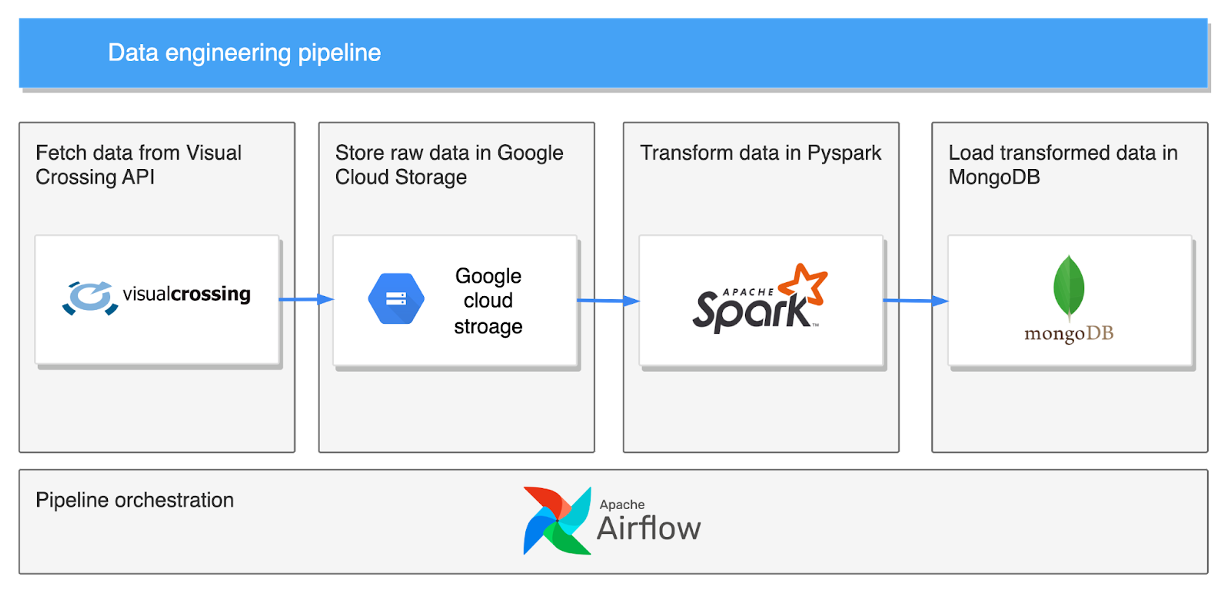 Data engineering pipeline
Fetch data from Visual
Crossing API
visualcrossing
Store raw data in Google
Cloud Storage
Google
cloud
stroage
Transform data in Pyspark
APACHE
Spark™
Load transformed data in
MongoDB
mongoDB
Pipeline orchestration
Apache
Airflow